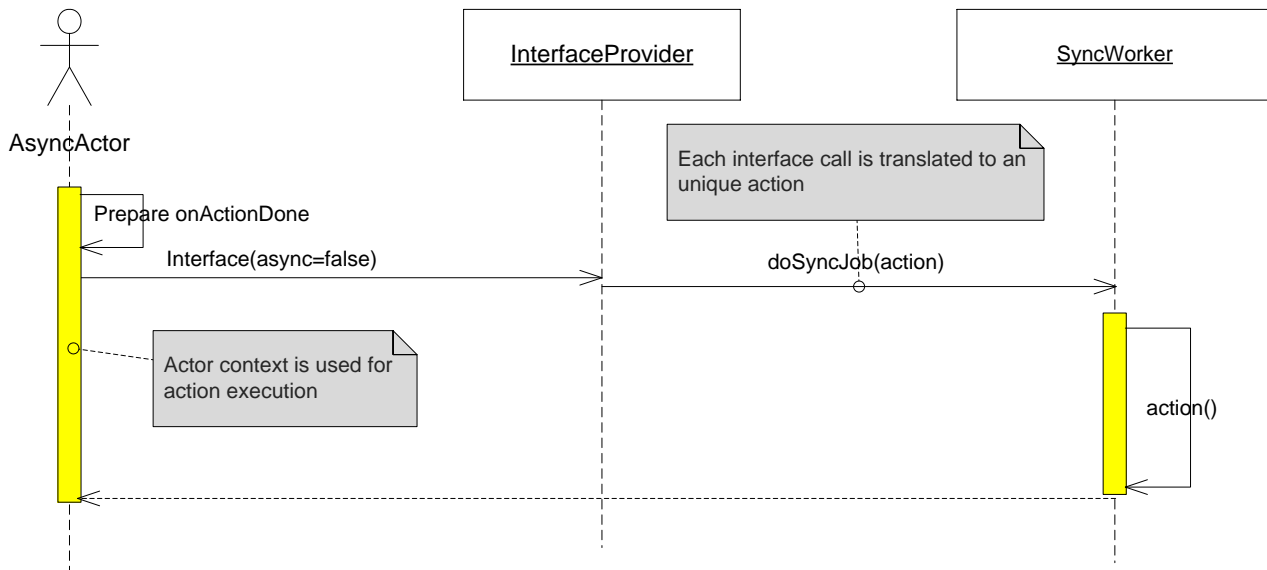 InterfaceProvider
SyncWorker
AsyncActor
Each interface call is translated to an
unique action
Prepare onActionDone
Interface(async=false)
doSyncJob(action)
Actor context is used for
action execution
action()